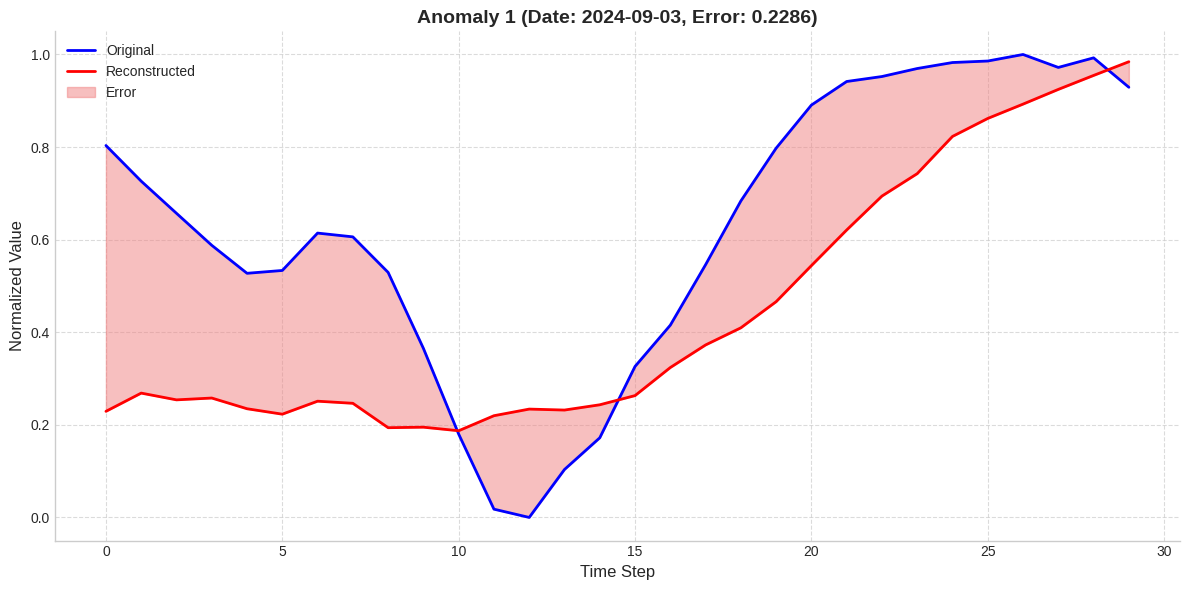 Anomaly 1 (Date: 2024-09-03, Error: 0.2286)
Original
Reconstructed
Error
1.0
0.8
0.6
0.4
0.2
0.0
Normalized Value
0 5 10 15 20 25 30
Time Step